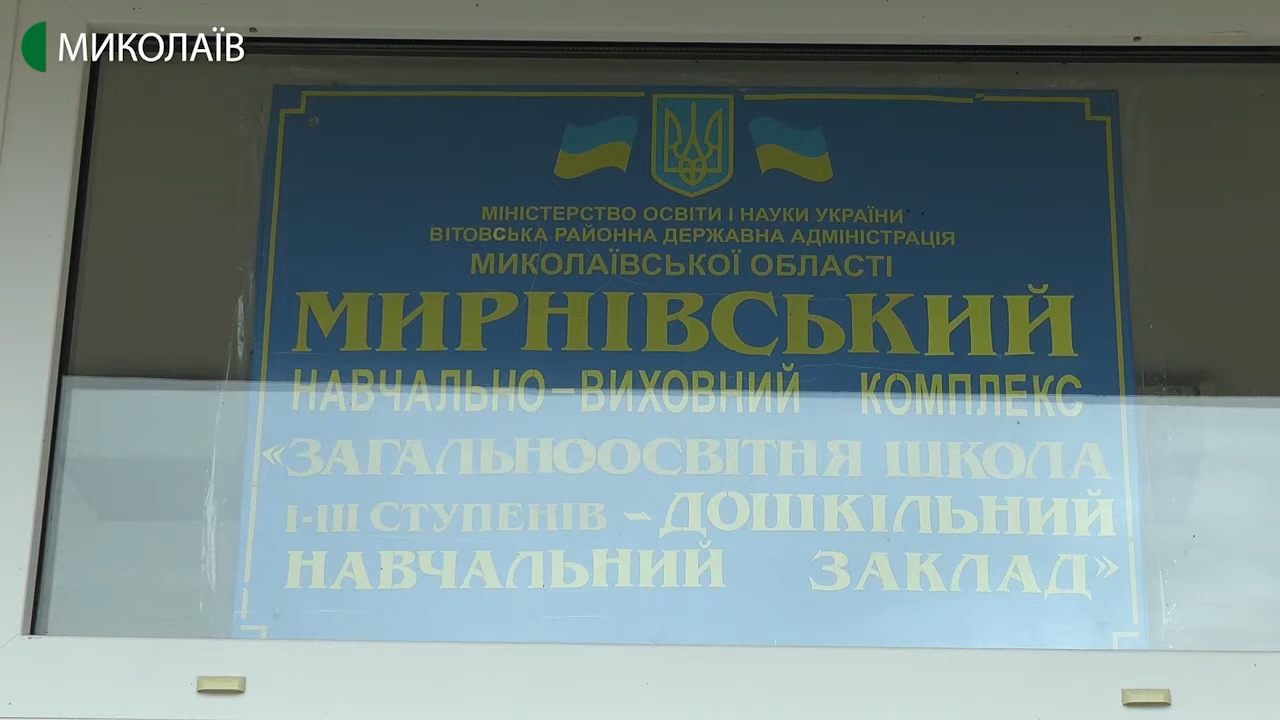 МИКОЛАЇВ
МІНІСТЕРСТВО ОСВІТИ І НАУКИ УКРАЇНИ
ВІТОВСЬКА РАЙОННА ДЕРЖАВНА АДМІНІСТРАЦІЯ
МИКОЛАЇВСЬКОЇ ОБЛАСТІ
МИРНІВСЬКИЙ
НАВЧАЛЬНО – ВИХОВНИЙ КОМПЛЕКС
«ЗАГАЛЬНООСВІТНЯ ШКОЛА
І-ІІІ СТУПЕНІВ – ДОШКІЛЬНИЙ
НАВЧАЛЬНИЙ ЗАКЛАД»